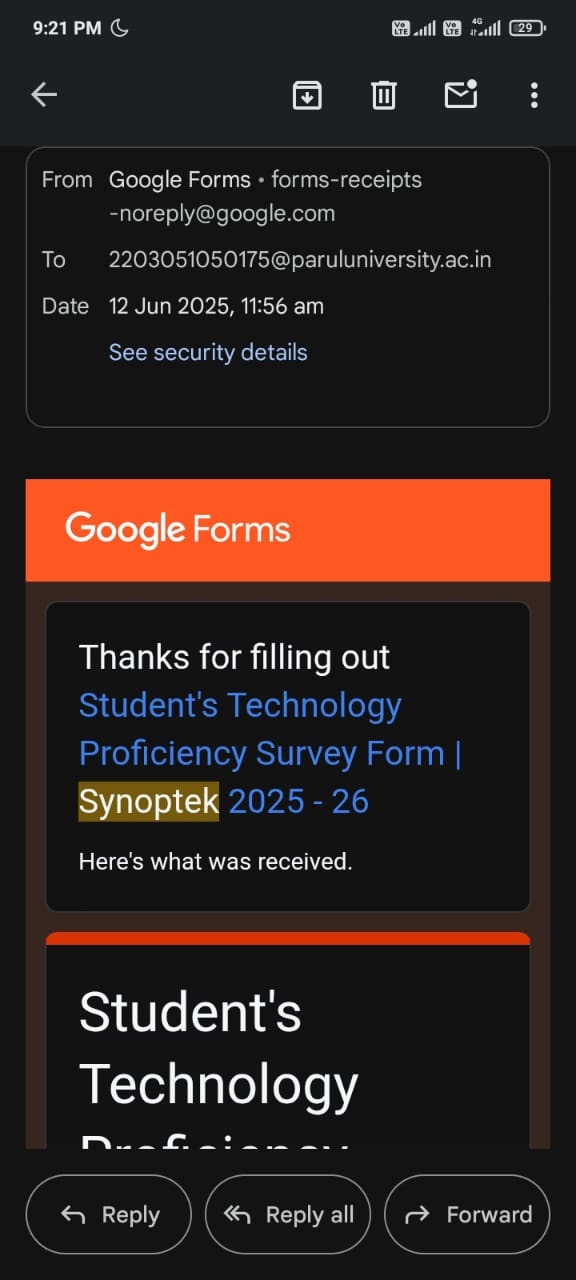 9:21 PM
Vo LTE Vo LTE 4G 29
From Google Forms • forms-receipts
-noreply@google.com
To 2203051050175@paruluniversity.ac.in
Date 12 Jun 2025, 11:56 am
See security details
Google Forms
Thanks for filling out
Student's Technology
Proficiency Survey Form |
Synoptek 2025 - 26
Here's what was received.
Student's
Technology
Proficiency
Reply Reply all Forward